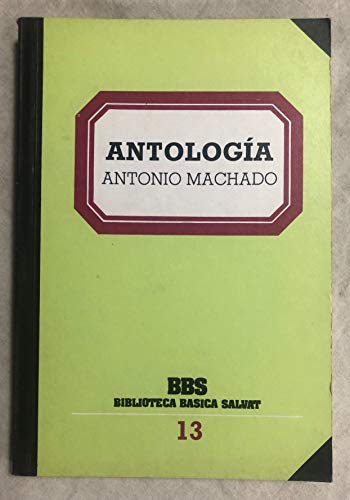 ANTOLOGÍA
ANTONIO MACHADO
BBS
BIBLIOTECA BASICA SALVAT
13